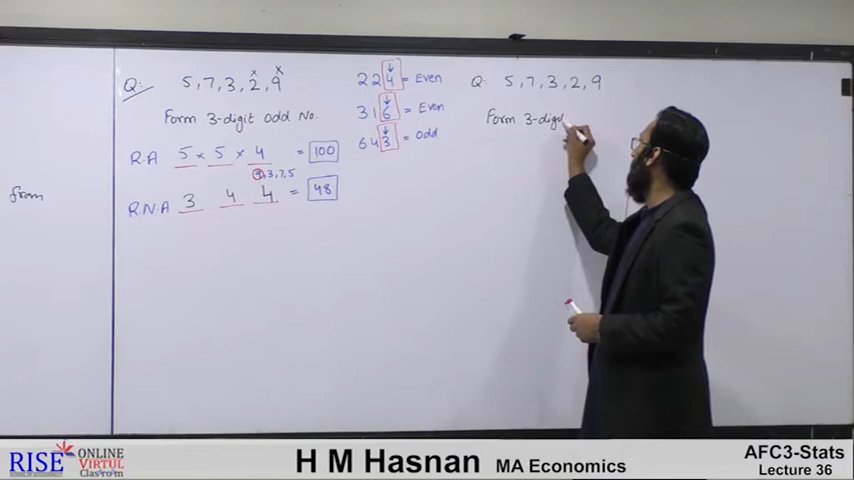 from
Q:- 5, 7, 3, 2, 9
Form 3-digit odd No.
R.A 5 × 5 × 4 = 100
9, 3, 7, 5
R.N.A 3 4 4 = 48
224 = Even
316 = Even
643 = odd
Q: 5, 7, 3, 2, 9
Form 3-digi
RISE ONLINE VIRTUL Classroom
H M Hasnan MA Economics
AFC3-Stats
Lecture 36